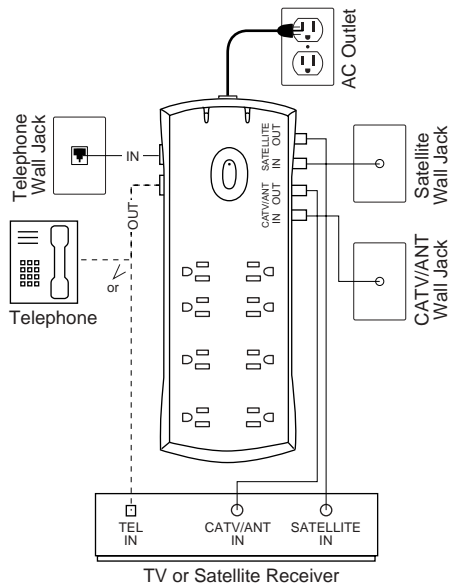 AC Outlet
Telephone
Wall Jack
IN
OUT
SATELLITE
IN OUT
CATV/ANT
IN OUT
Satellite
Wall Jack
CATV/ANT
Wall Jack
or
Telephone
TEL
IN
CATV/ANT
IN
SATELLITE
IN
TV or Satellite Receiver